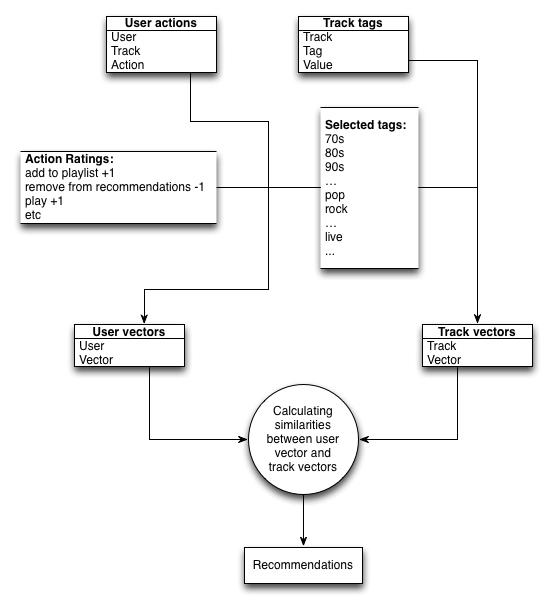 User actions
User
Track
Action
Track tags
Track
Tag
Value
Action Ratings:
add to playlist +1
remove from recommendations -1
play +1
etc
Selected tags:
70s
80s
90s
…
pop
rock
…
live
...
User vectors
User
Vector
Track vectors
Track
Vector
Calculating
similarities
between user
vector and
track vectors
Recommendations